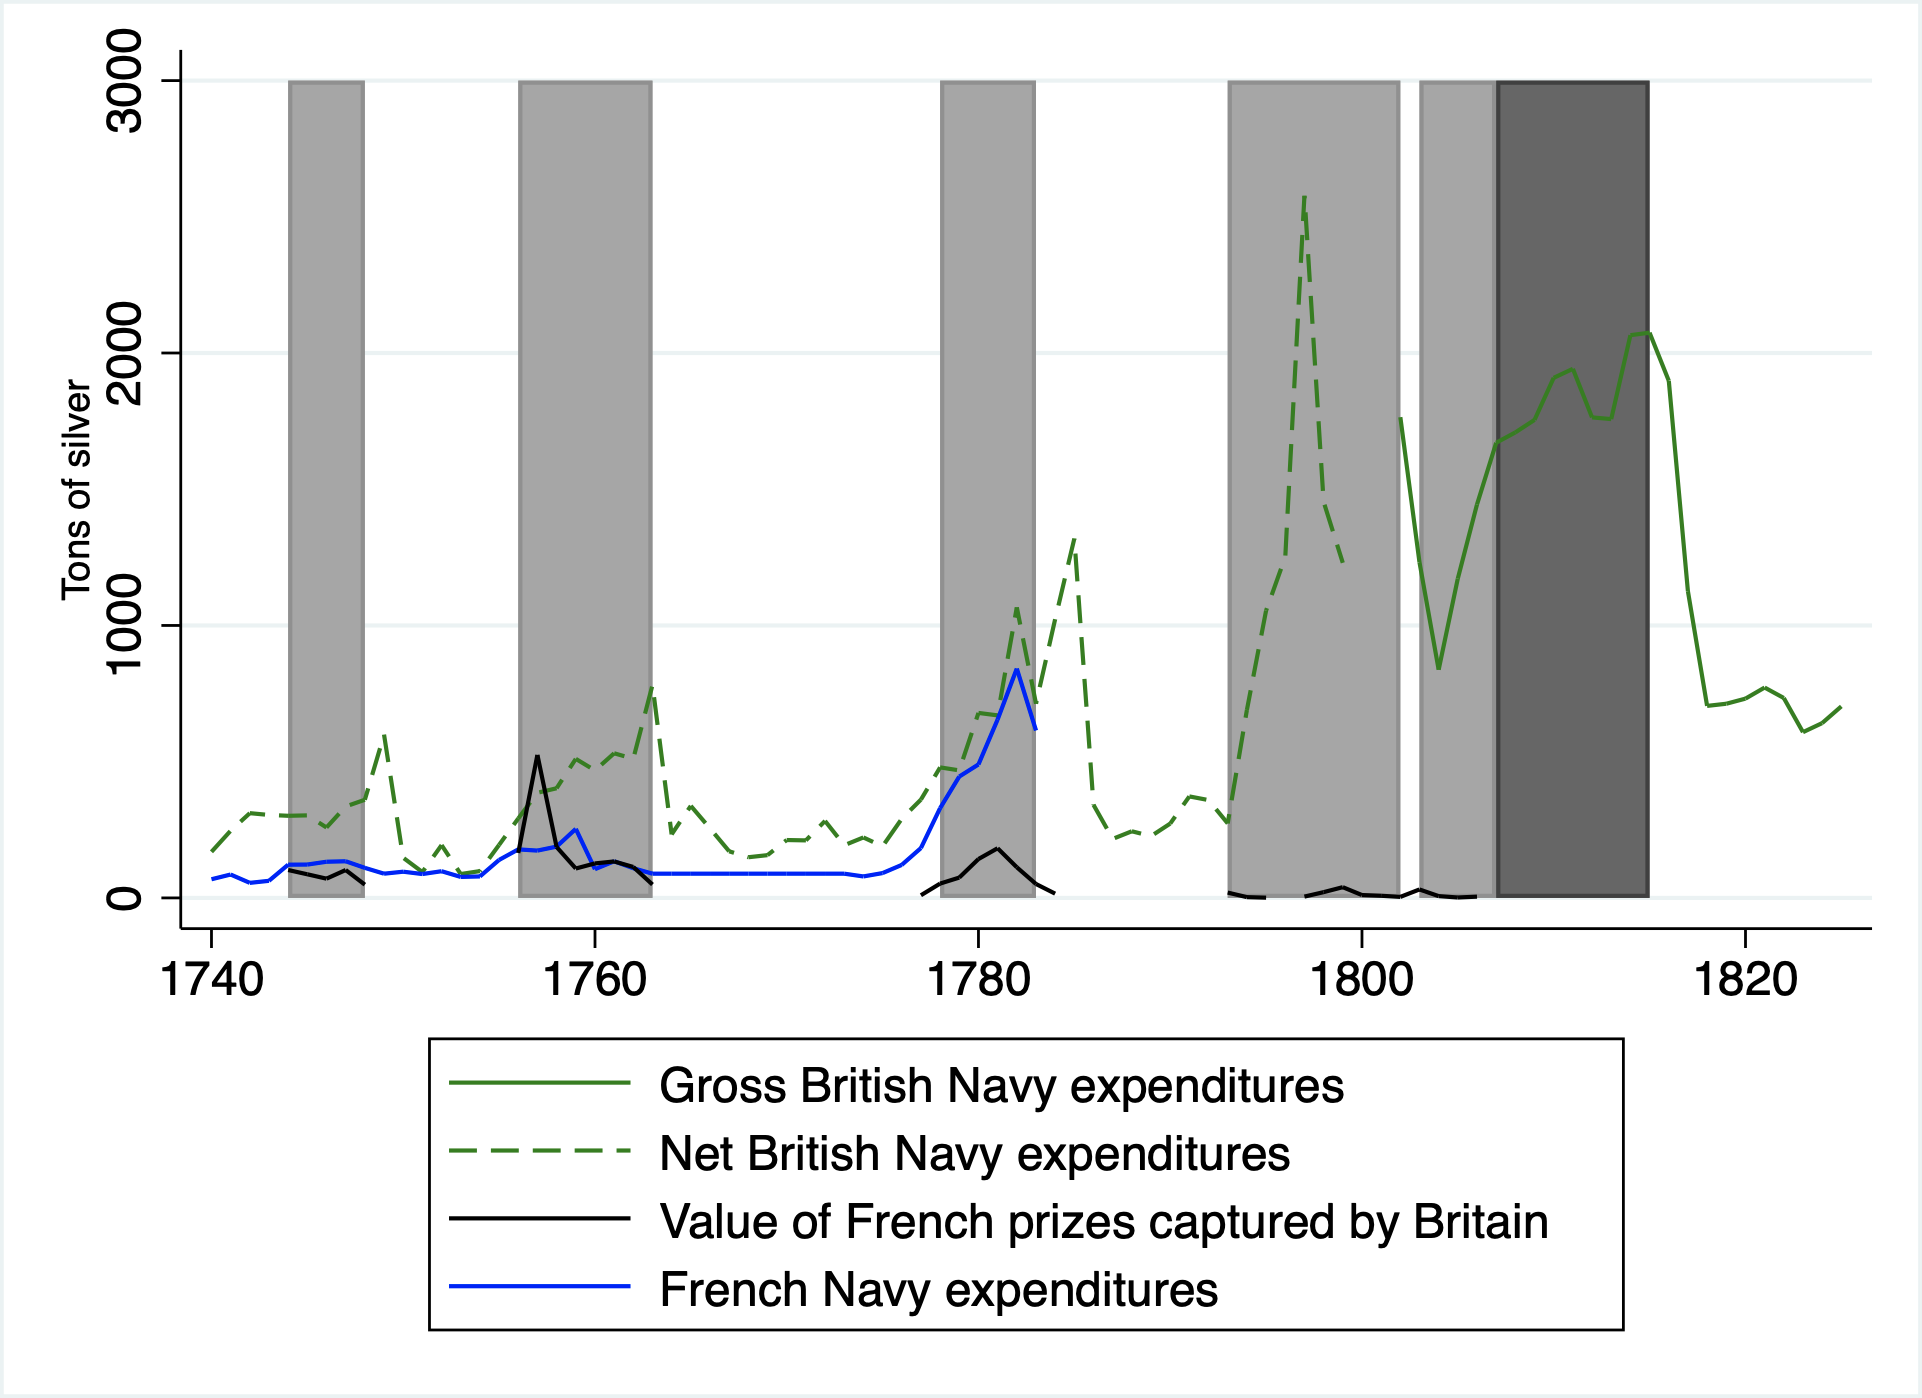 Tons of silver
3000
2000
1000
0
1740 1760 1780 1800 1820
Gross British Navy expenditures
Net British Navy expenditures
Value of French prizes captured by Britain
French Navy expenditures